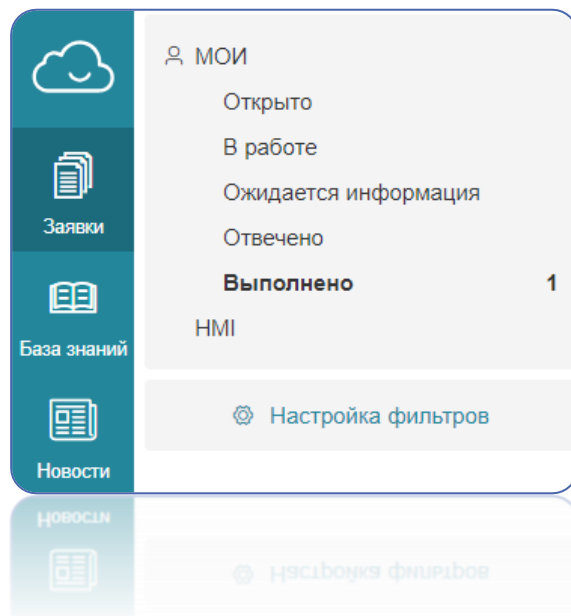 МОИ
Открыто
В работе
Ожидается информация
Отвечено
Выполнено 1
HMI
Настройка фильтров
Заявки
База знаний
Новости